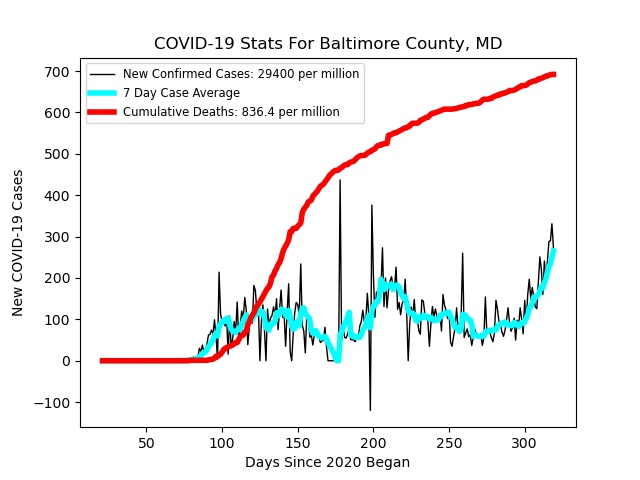 COVID-19 Stats For Baltimore County, MD
New Confirmed Cases: 29400 per million
7 Day Case Average
Cumulative Deaths: 836.4 per million
New COVID-19 Cases
700
600
500
400
300
200
100
0
−100
50
100
150
200
250
300
Days Since 2020 Began